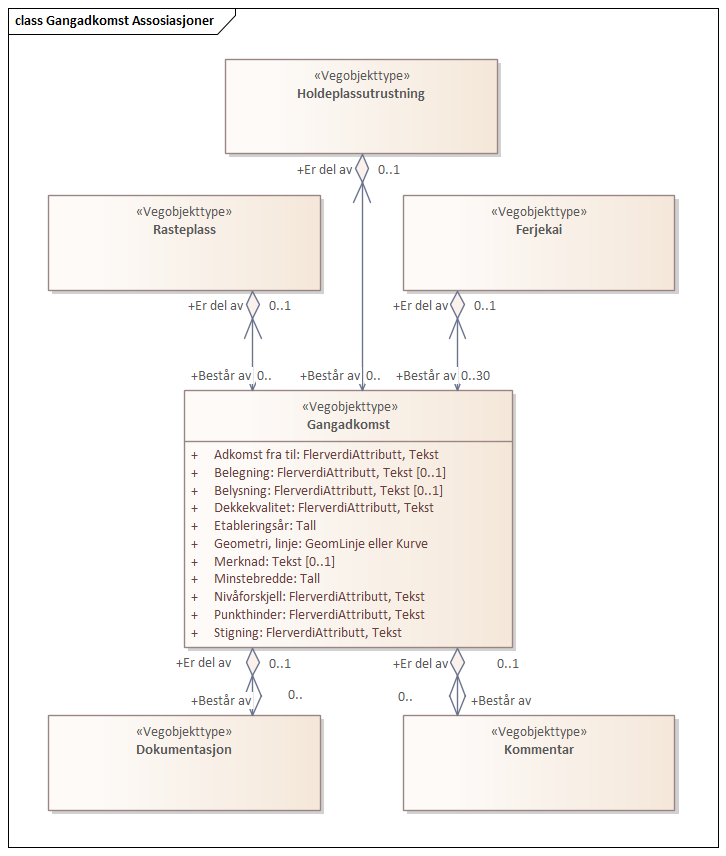 class Gangadkomst Assosiasjoner
«Vegobjekttype»
Holdeplassutrustning
+Er del av 0..1
«Vegobjekttype»
Rasteplass
«Vegobjekttype»
Ferjekai
+Er del av 0..1
+Er del av 0..1
+Består av 0..
+Består av 0..
+Består av 0..30
«Vegobjekttype»
Gangadkomst
+ Adkomst fra til: FlerverdiAttributt, Tekst
+ Belegning: FlerverdiAttributt, Tekst [0..1]
+ Belysning: FlerverdiAttributt, Tekst [0..1]
+ Dekkekvalitet: FlerverdiAttributt, Tekst
+ Etableringsår: Tall
+ Geometri, linje: GeomLinje eller Kurve
+ Merknad: Tekst [0..1]
+ Minstebredde: Tall
+ Nivåforskjell: FlerverdiAttributt, Tekst
+ Punkthinder: FlerverdiAttributt, Tekst
+ Stigning: FlerverdiAttributt, Tekst
+Er del av 0..1
+Er del av 0..1
+Består av 0..
0.. +Består av
«Vegobjekttype»
Dokumentasjon
«Vegobjekttype»
Kommentar